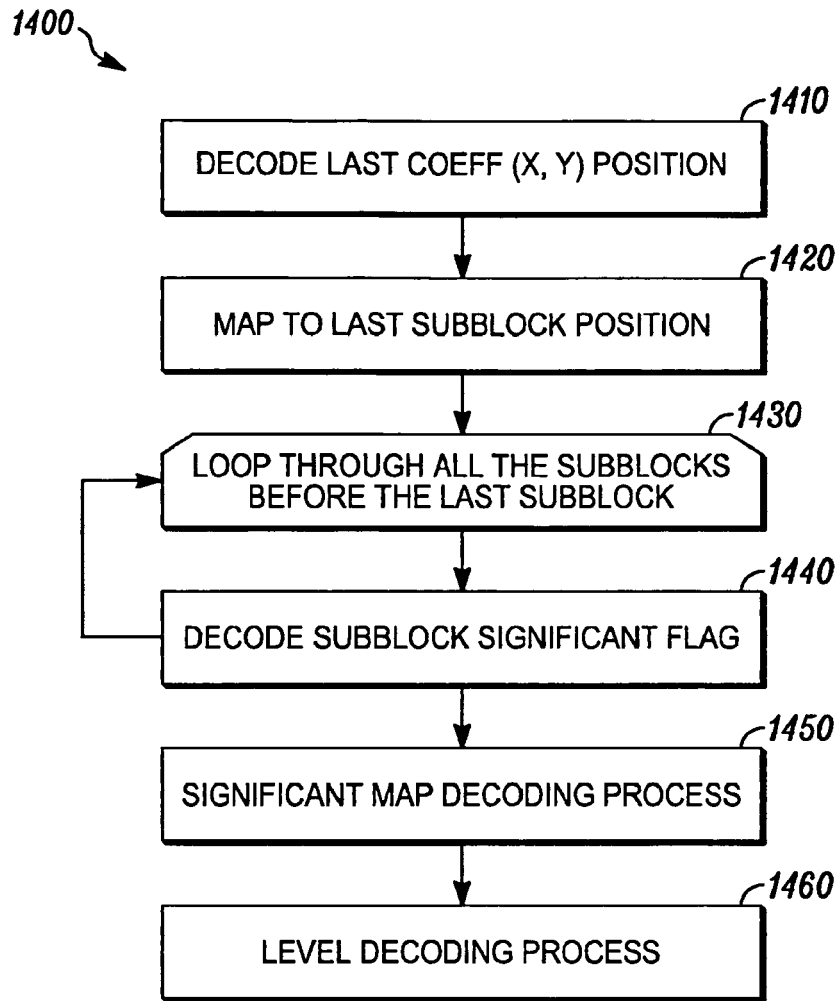 1400
1410
DECODE LAST COEFF (X, Y) POSITION
1420
MAP TO LAST SUBBLOCK POSITION
1430
LOOP THROUGH ALL THE SUBBLOCKS
BEFORE THE LAST SUBBLOCK
1440
DECODE SUBBLOCK SIGNIFICANT FLAG
1450
SIGNIFICANT MAP DECODING PROCESS
1460
LEVEL DECODING PROCESS